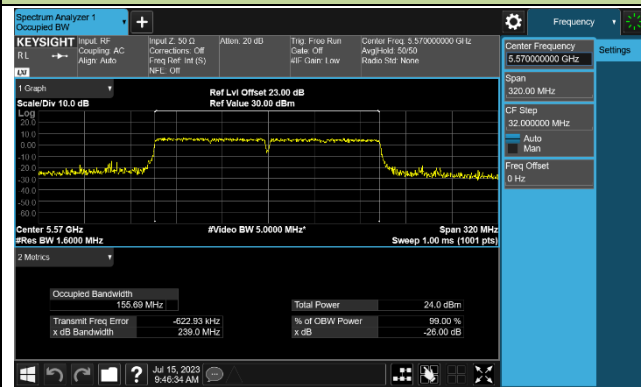 Spectrum Analyzer 1
Occupied BW
Frequency
KEYSIGHT
RL
LXI
Input: RF
Coupling: AC
Align: Auto
Input Z: 50 Ω
Corrections: Off
Freq Ref: Int (S)
NFE: Off
Atten: 20 dB
Trig: Free Run
Gate: Off
#IF Gain: Low
Center Freq: 5.570000000 GHz
Avg|Hold: 50/50
Radio Std: None
Center Frequency
5.570000000 GHz
Settings
Span
320.00 MHz
CF Step
32.000000 MHz
Auto
Man
Freq Offset
0 Hz
1 Graph
Scale/Div 10.0 dB
Ref Lvl Offset 23.00 dB
Ref Value 30.00 dBm
Log
20.0
10.0
0.00
-10.0
-20.0
-30.0
-40.0
-50.0
-60.0
Center 5.57 GHz
#Res BW 1.6000 MHz
#Video BW 5.0000 MHz*
Span 320 MHz
Sweep 1.00 ms (1001 pts)
2 Metrics
Occupied Bandwidth
155.69 MHz
Total Power 24.0 dBm
Transmit Freq Error -622.93 kHz
% of OBW Power 99.00 %
x dB Bandwidth 239.0 MHz
x dB -26.00 dB
Jul 15, 2023
9:46:34 AM